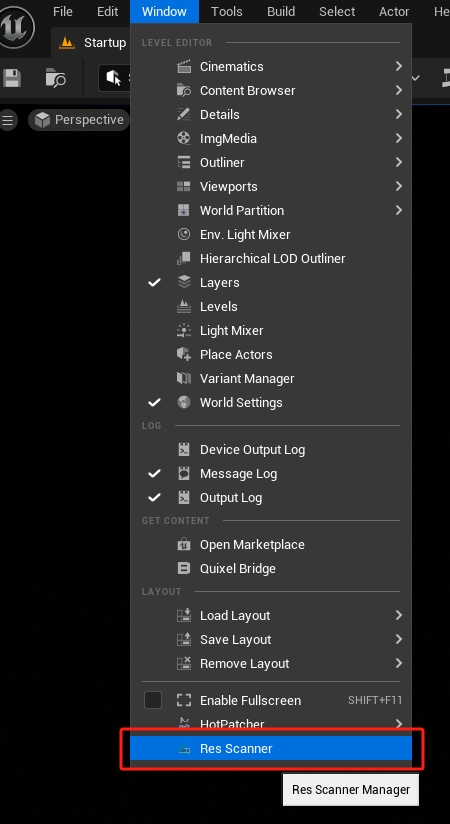 File Edit Window Tools Build Select Actor He
Startup
Perspective
LEVEL EDITOR
Cinematics
Content Browser
Details
ImgMedia
Outliner
Viewports
World Partition
Env. Light Mixer
Hierarchical LOD Outliner
Layers
Levels
Light Mixer
Place Actors
Variant Manager
World Settings
LOG
Device Output Log
Message Log
Output Log
GET CONTENT
Open Marketplace
Quixel Bridge
LAYOUT
Load Layout
Save Layout
Remove Layout
Enable Fullscreen SHIFT+F11
HotPatcher
Res Scanner
Res Scanner Manager